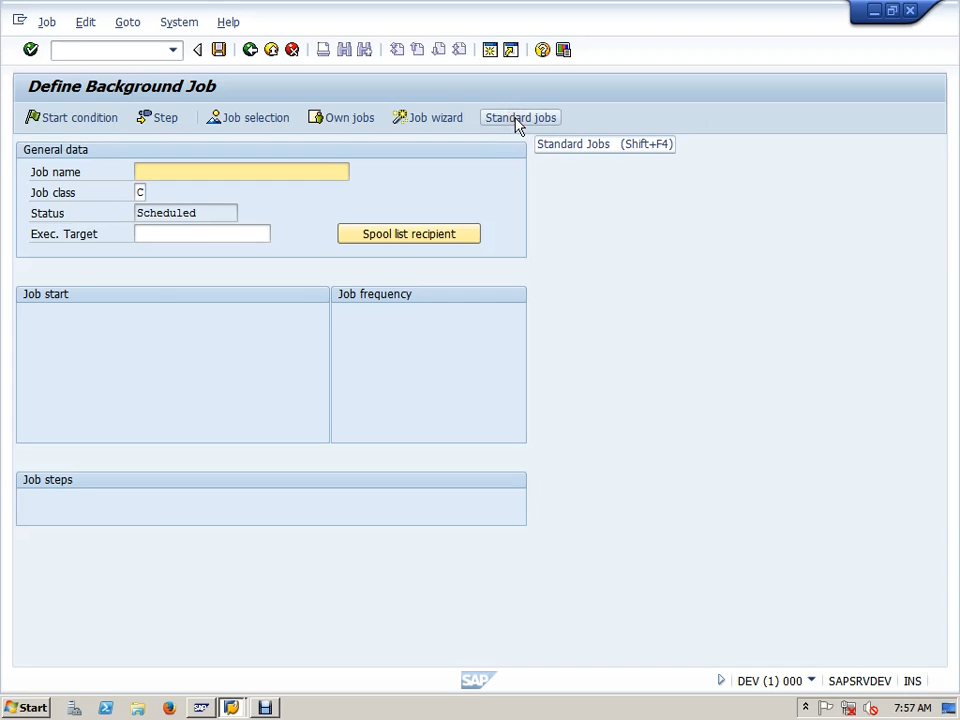 Job Edit Goto System Help
Define Background Job
Start condition Step Job selection Own jobs Job wizard Standard jobs
Standard Jobs (Shift+F4)
General data
Job name
Job class C
Status Scheduled
Exec. Target Spool list recipient
Job start Job frequency
Job steps
SAP DEV (1) 000 SAPSRVDEV INS
Start SAP 7:57 AM